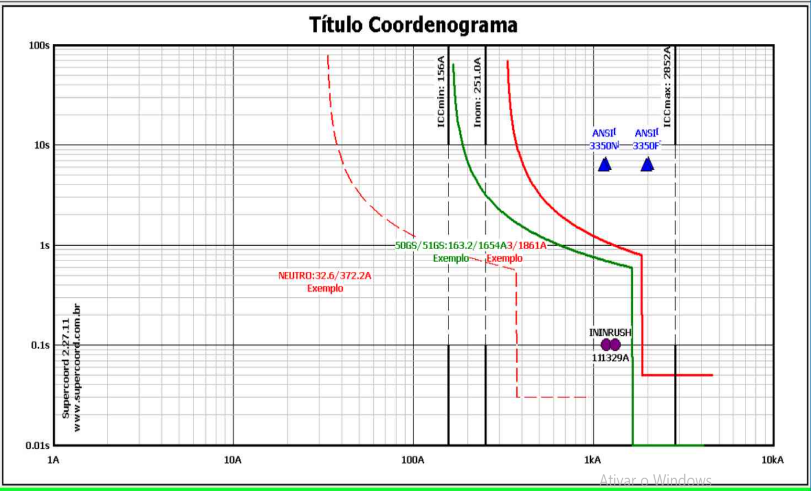 Título Coordenograma
100s
10s
1s
0.1s
0.01s
1A
10A
100A
1kA
10kA
ICCmin: 156A
Inom: 251.0A
ICCmax: 2852A
ANSI
3350N
ANSI
3350F
50GS/51GS:163.2/1654A3/1861A
Exemplo
Exemplo
NEUTRO:32.6/372.2A
Exemplo
ININRUSH
111329A
Supercoord 2.27.11
www.supercoord.com.br
Ativar o Windows